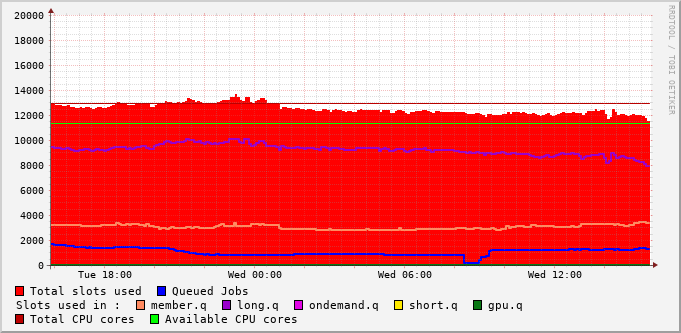 20000
18000
16000
14000
12000
10000
8000
6000
4000
2000
0
Tue 18:00 Wed 00:00 Wed 06:00 Wed 12:00
RRDTOOL / TOBI OETIKER
Total slots used Queued Jobs
Slots used in : member.q long.q ondemand.q short.q gpu.q
Total CPU cores Available CPU cores